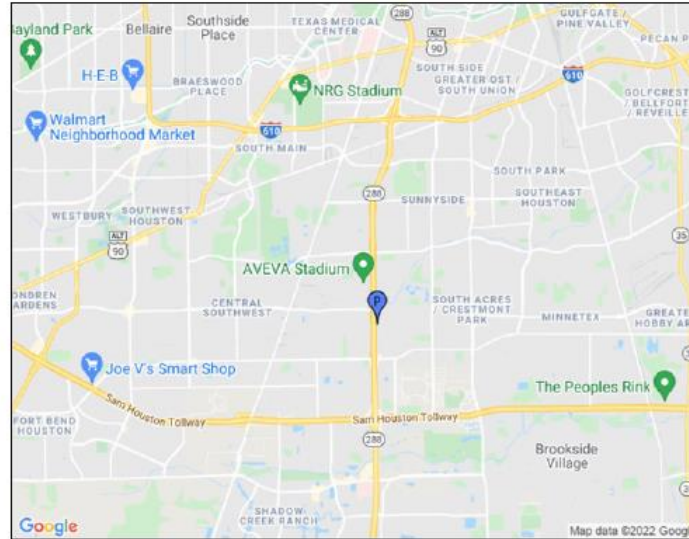 Southside
Place
TEXAS MEDICAL
CENTER
288
GULFGATE /
PINE VALLEY
Bayland Park
Bellaire
ALT
90
PECAN P
H-E-B
BRAESWOOD
PLACE
NRG Stadium
SOUTH SIDE
GREATER OST /
SOUTH UNION
610
GOLFCREST
/ BELLFORT
/ REVEILLE
Walmart
Neighborhood Market
610
SOUTH MAIN
SOUTH PARK
288
SUNNYSIDE
SOUTHEAST
HOUSTON
WESTBURY
SOUTHWEST
HOUSTON
35
ALT
90
AVEVA Stadium
P
ONDREN
GARDENS
CENTRAL
SOUTHWEST
SOUTH ACRES
/ CRESTMONT
PARK
MINNETEX
GREATE
HOBBY AR
Joe V's Smart Shop
The Peoples Rink
Sam Houston Tollway
Sam Houston Tollway
FORT BEND
HOUSTON
288
Brookside
Village
SHADOW
CREEK RANCH
Google
Map data ©2022 Google